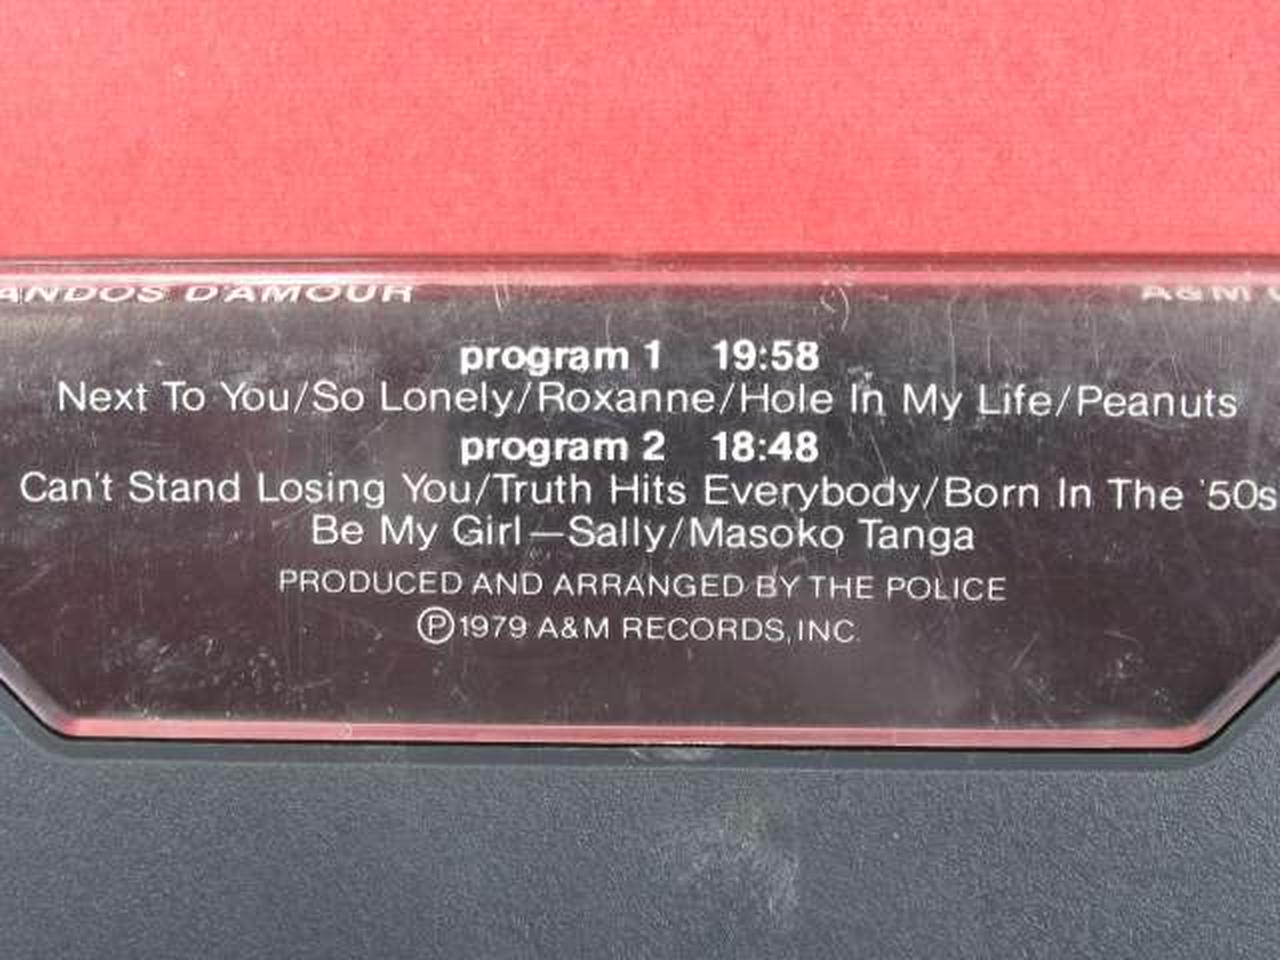 ANDOS D'AMOUR A&M
program 1 19:58
Next To You/So Lonely/Roxanne/Hole In My Life/Peanuts
program 2 18:48
Can't Stand Losing You/Truth Hits Everybody/Born In The '50s
Be My Girl—Sally/Masoko Tanga
PRODUCED AND ARRANGED BY THE POLICE
℗1979 A&M RECORDS, INC.